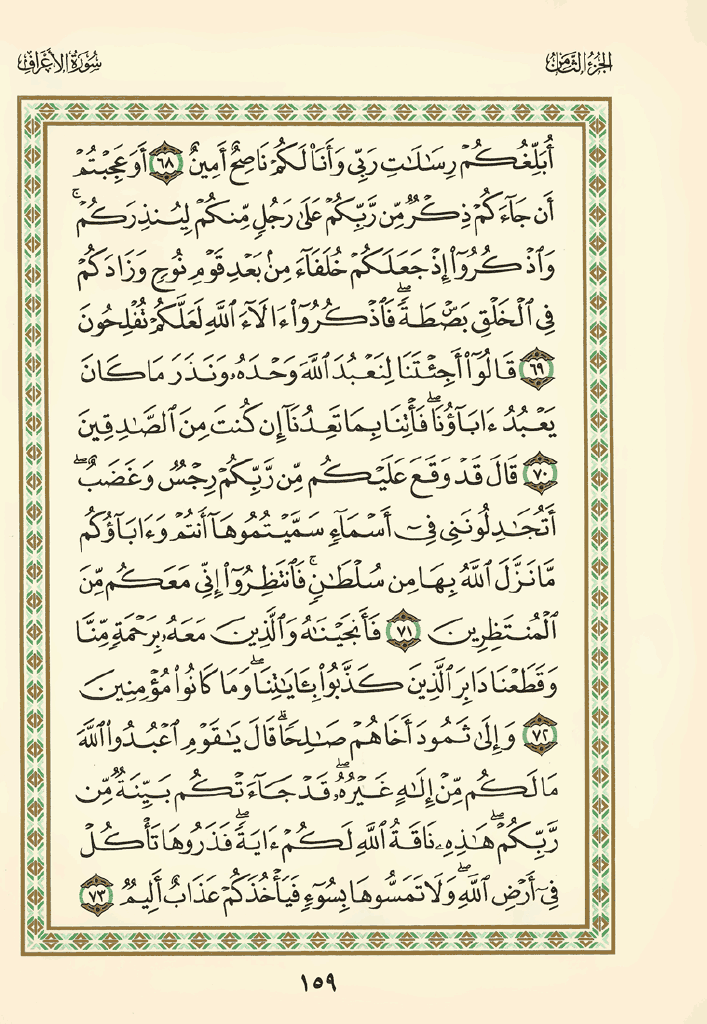 الجزء الثامن
سورة الأعراف
أُبَلِّغُكُمْ رِسَٰلَٰتِ رَبِّى وَأَنَا۠ لَكُمْ نَاصِحٌ أَمِينٌ ٦٨ أَوَعَجِبْتُمْ
أَن جَآءَكُمْ ذِكْرٌ مِّن رَّبِّكُمْ عَلَىٰ رَجُلٍ مِّنكُمْ لِيُنذِرَكُمْ ۚ
وَٱذْكُرُوٓا۟ إِذْ جَعَلَكُمْ خُلَفَآءَ مِنۢ بَعْدِ قَوْمِ نُوحٍ وَزَادَكُمْ
فِى ٱلْخَلْقِ بَصْۜطَةً ۖ فَٱذْكُرُوٓا۟ ءَالَآءَ ٱللَّهِ لَعَلَّكُمْ تُفْلِحُونَ
٦٩ قَالُوٓا۟ أَجِئْتَنَا لِنَعْبُدَ ٱللَّهَ وَحْدَهُۥ وَنَذَرَ مَا كَانَ
يَعْبُدُ ءَابَآؤُنَا ۖ فَأْتِنَا بِمَا تَعِدُنَآ إِن كُنتَ مِنَ ٱلصَّٰدِقِينَ
٧٠ قَالَ قَدْ وَقَعَ عَلَيْكُم مِّن رَّبِّكُمْ رِجْسٌ وَغَضَبٌ ۖ
أَتُجَٰدِلُونَنِى فِىٓ أَسْمَآءٍ سَمَّيْتُمُوهَآ أَنتُمْ وَءَابَآؤُكُم
مَّا نَزَّلَ ٱللَّهُ بِهَا مِن سُلْطَٰنٍ ۚ فَٱنتَظِرُوٓا۟ إِنِّى مَعَكُم مِّنَ
ٱلْمُنتَظِرِينَ ٧١ فَأَنجَيْنَٰهُ وَٱلَّذِينَ مَعَهُۥ بِرَحْمَةٍ مِّنَّا
وَقَطَعْنَا دَابِرَ ٱلَّذِينَ كَذَّبُوا۟ بِـَٔايَٰتِنَا ۖ وَمَا كَانُوا۟ مُؤْمِنِينَ
٧٢ وَإِلَىٰ ثَمُودَ أَخَاهُمْ صَٰلِحًا ۗ قَالَ يَٰقَوْمِ ٱعْبُدُوا۟ ٱللَّهَ
مَا لَكُم مِّنْ إِلَٰهٍ غَيْرُهُۥ ۖ قَدْ جَآءَتْكُم بَيِّنَةٌ مِّن
رَّبِّكُمْ ۖ هَٰذِهِۦ نَاقَةُ ٱللَّهِ لَكُمْ ءَايَةً ۖ فَذَرُوهَا تَأْكُلْ
فِىٓ أَرْضِ ٱللَّهِ ۖ وَلَا تَمَسُّوهَا بِسُوٓءٍ فَيَأْخُذَكُمْ عَذَابٌ أَلِيمٌ ٧٣
١٥٩